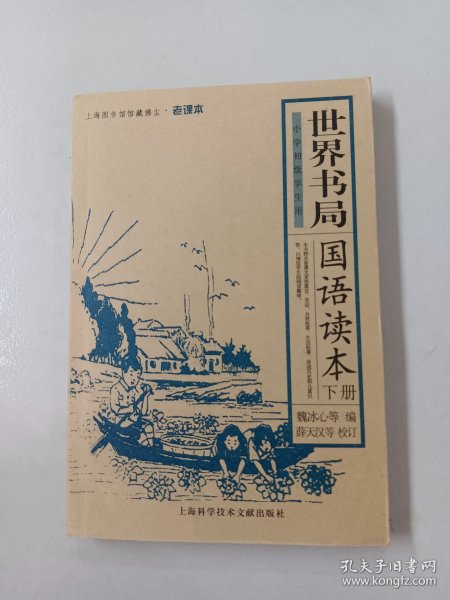 上海图书馆馆藏拂尘·老课本
世界书局
小学初级学生用
国语读本
下册
魏冰心等 编
薛天汉等 校订
上海科学技术文献出版社
孔夫子旧书网
www.kongfz.com